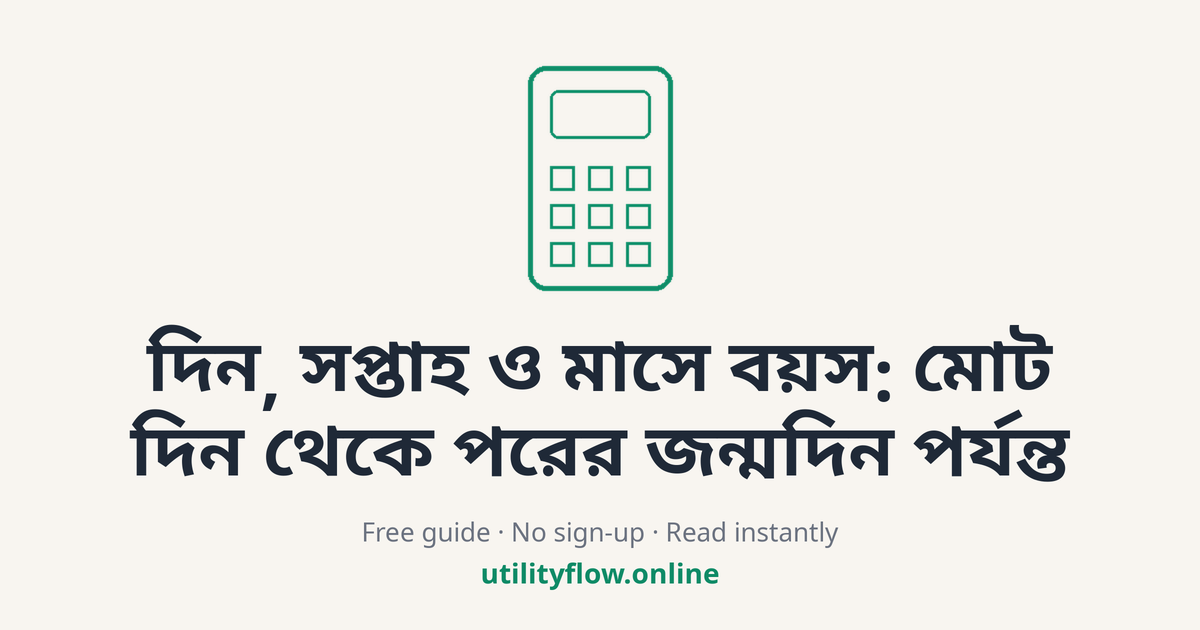 দিন, সপ্তাহ ও মাসে বয়স: মোট
দিন থেকে পরের জন্মদিন পর্যন্ত
Free guide · No sign-up · Read instantly
utilityflow.online